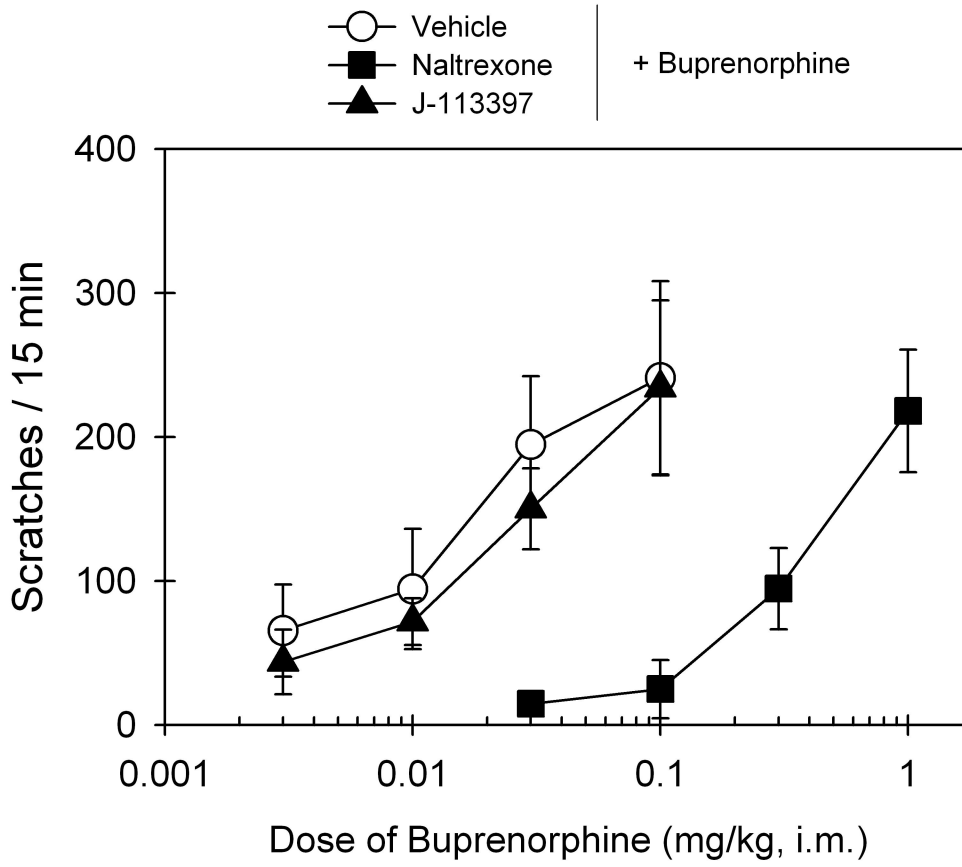 Vehicle
Naltrexone
J-113397
+ Buprenorphine
400
300
200
100
0
Scratches / 15 min
0.001
0.01
0.1
1
Dose of Buprenorphine (mg/kg, i.m.)